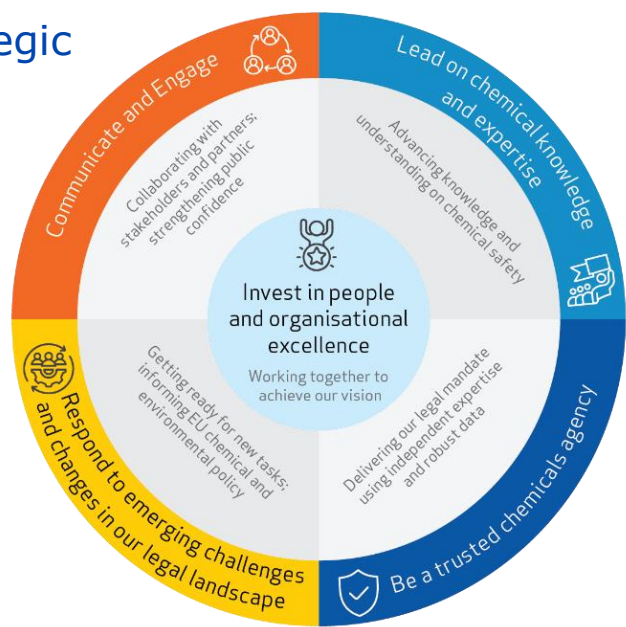 egic
Communicate and Engage
Collaborating with
stakeholders and partners;
strengthening public
confidence
Lead on chemical knowledge
and expertise
Advancing knowledge and
understanding on chemical safety
Invest in people
and organisational
excellence
Working together to
achieve our vision
Respond to emerging challenges
and changes in our legal landscape
Getting ready for new tasks;
informing EU chemical and
environmental policy
Delivering our legal mandate
using independent expertise
and robust data
Be a trusted chemicals agency